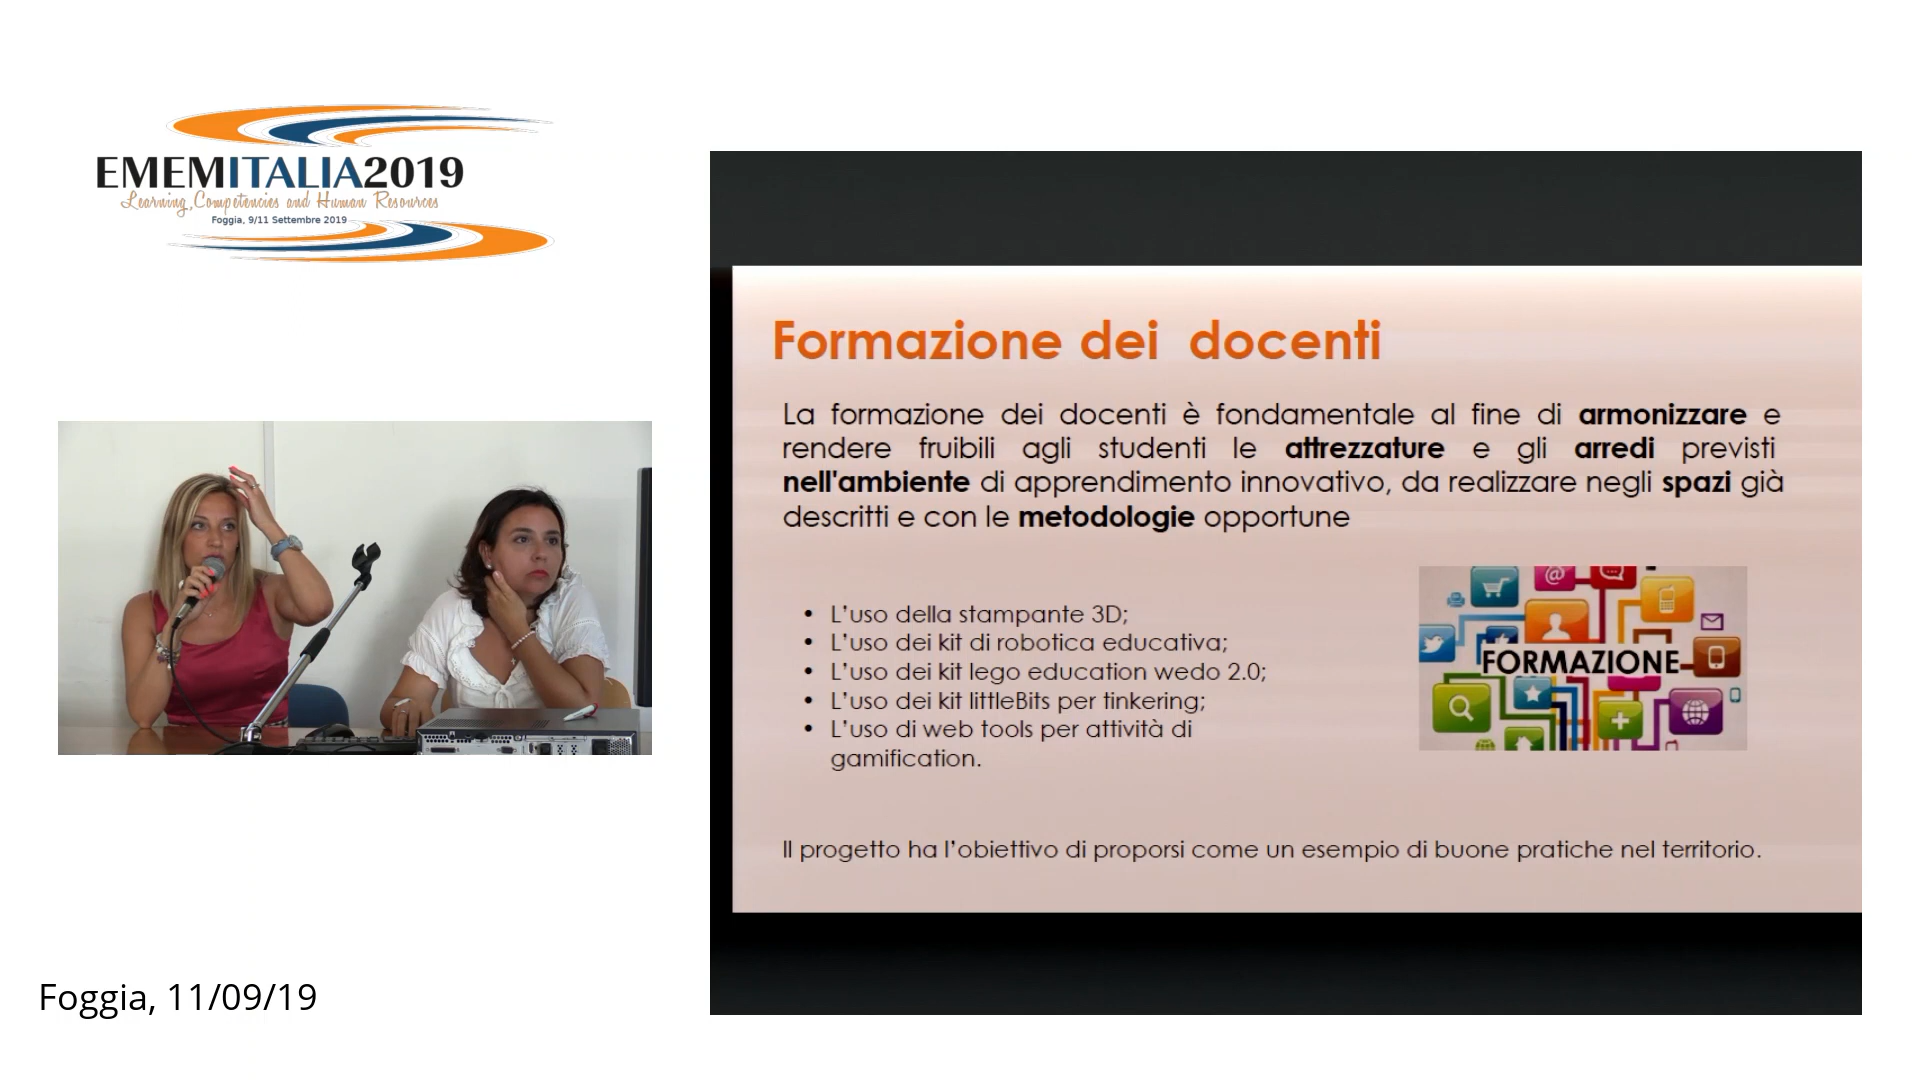 EMEMITALIA2019
Learning, Competencies and Human Resources
Foggia, 9/11 Settembre 2019
Formazione dei docenti
La formazione dei docenti è fondamentale al fine di armonizzare e
rendere fruibili agli studenti le attrezzature e gli arredi previsti
nell'ambiente di apprendimento innovativo, da realizzare negli spazi già
descritti e con le metodologie opportune
• L'uso della stampante 3D;
• L'uso dei kit di robotica educativa;
• L'uso dei kit lego education wedo 2.0;
• L'uso dei kit littleBits per tinkering;
• L'uso di web tools per attività di
gamification.
FORMAZIONE
Il progetto ha l'obiettivo di proporsi come un esempio di buone pratiche nel territorio.
Foggia, 11/09/19